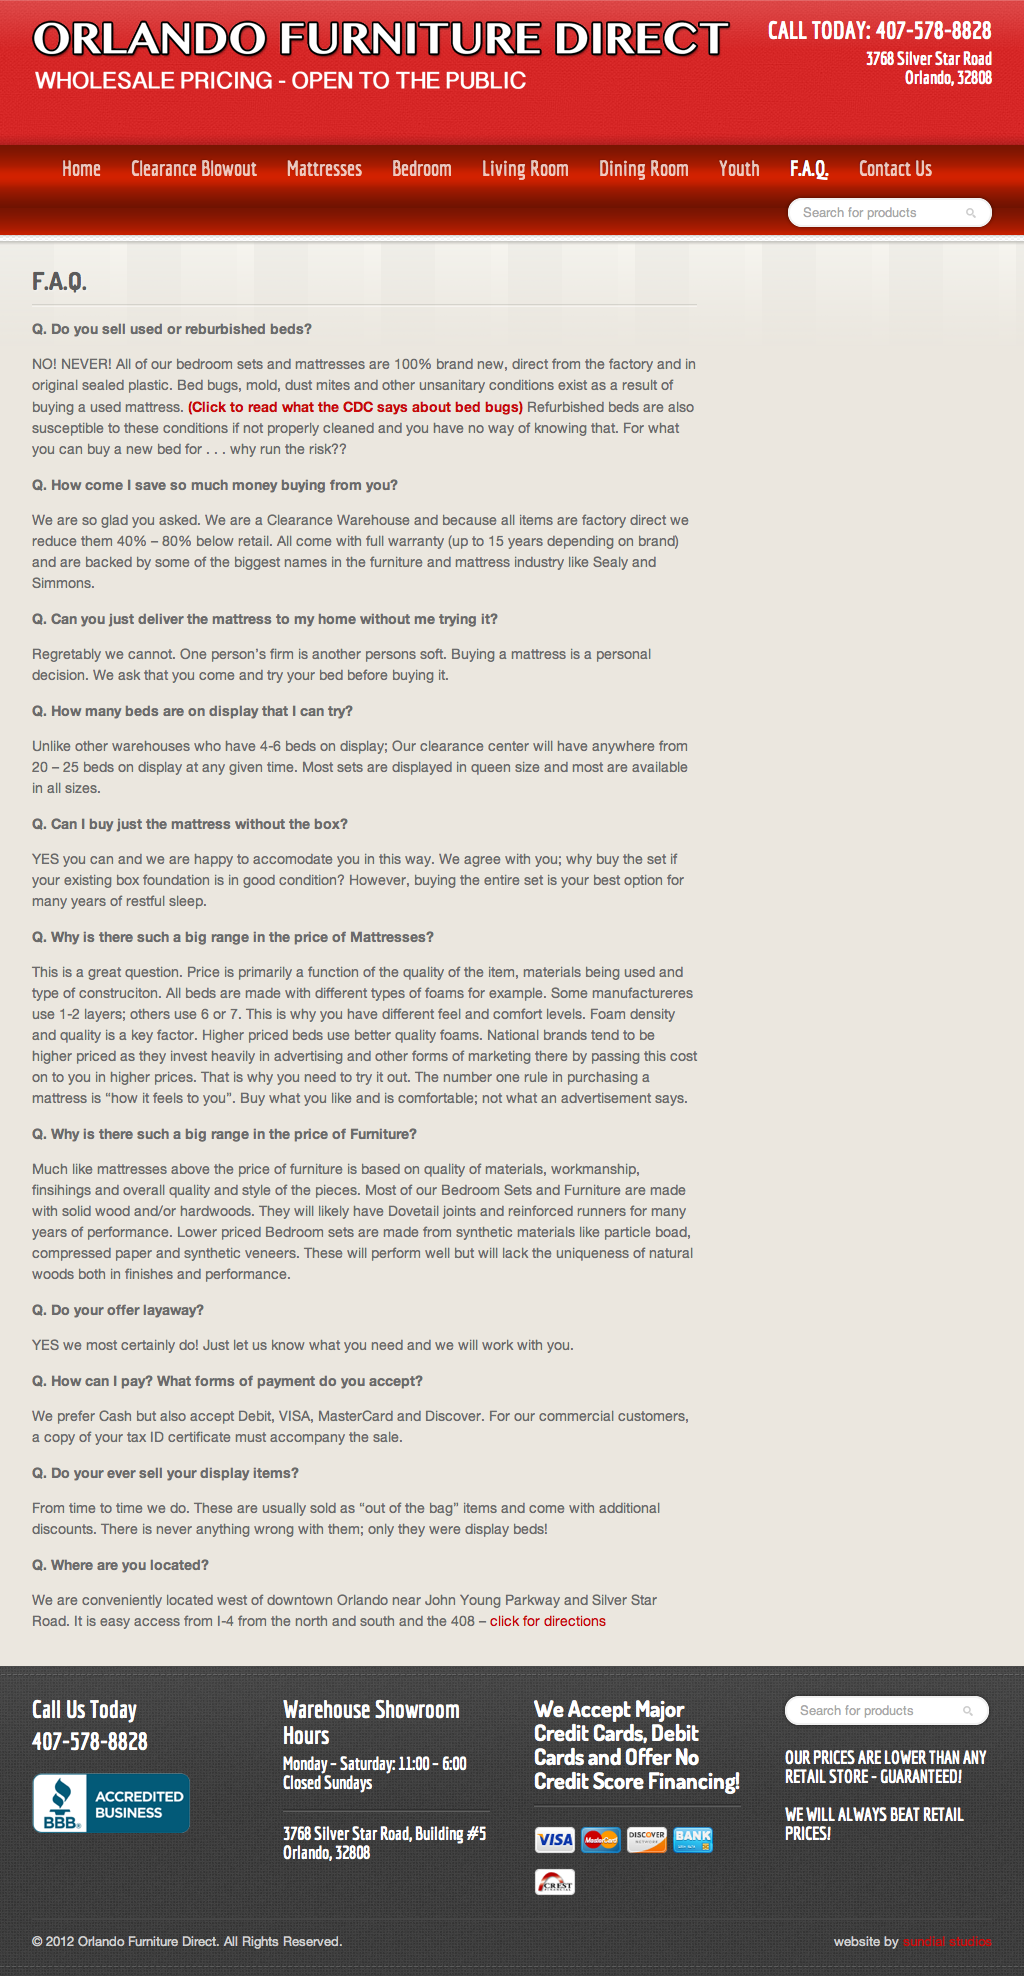 ORLANDO FURNITURE DIRECT
WHOLESALE PRICING - OPEN TO THE PUBLIC
CALL TODAY: 407-578-8828
3768 Silver Star Road
Orlando, 32808
Home Clearance Blowout Mattresses Bedroom Living Room Dining Room Youth F.A.Q. Contact Us
Search for products
F.A.Q.
Q. Do you sell used or reburbished beds?
NO! NEVER! All of our bedroom sets and mattresses are 100% brand new, direct from the factory and in
original sealed plastic. Bed bugs, mold, dust mites and other unsanitary conditions exist as a result of
buying a used mattress. (Click to read what the CDC says about bed bugs) Refurbished beds are also
susceptible to these conditions if not properly cleaned and you have no way of knowing that. For what
you can buy a new bed for . . . why run the risk??
Q. How come I save so much money buying from you?
We are so glad you asked. We are a Clearance Warehouse and because all items are factory direct we
reduce them 40% – 80% below retail. All come with full warranty (up to 15 years depending on brand)
and are backed by some of the biggest names in the furniture and mattress industry like Sealy and
Simmons.
Q. Can you just deliver the mattress to my home without me trying it?
Regretably we cannot. One person’s firm is another persons soft. Buying a mattress is a personal
decision. We ask that you come and try your bed before buying it.
Q. How many beds are on display that I can try?
Unlike other warehouses who have 4-6 beds on display; Our clearance center will have anywhere from
20 – 25 beds on display at any given time. Most sets are displayed in queen size and most are available
in all sizes.
Q. Can I buy just the mattress without the box?
YES you can and we are happy to accomodate you in this way. We agree with you; why buy the set if
your existing box foundation is in good condition? However, buying the entire set is your best option for
many years of restful sleep.
Q. Why is there such a big range in the price of Mattresses?
This is a great question. Price is primarily a function of the quality of the item, materials being used and
type of construciton. All beds are made with different types of foams for example. Some manufactureres
use 1-2 layers; others use 6 or 7. This is why you have different feel and comfort levels. Foam density
and quality is a key factor. Higher priced beds use better quality foams. National brands tend to be
higher priced as they invest heavily in advertising and other forms of marketing there by passing this cost
on to you in higher prices. That is why you need to try it out. The number one rule in purchasing a
mattress is “how it feels to you”. Buy what you like and is comfortable; not what an advertisement says.
Q. Why is there such a big range in the price of Furniture?
Much like mattresses above the price of furniture is based on quality of materials, workmanship,
finsihings and overall quality and style of the pieces. Most of our Bedroom Sets and Furniture are made
with solid wood and/or hardwoods. They will likely have Dovetail joints and reinforced runners for many
years of performance. Lower priced Bedroom sets are made from synthetic materials like particle boad,
compressed paper and synthetic veneers. These will perform well but will lack the uniqueness of natural
woods both in finishes and performance.
Q. Do your offer layaway?
YES we most certainly do! Just let us know what you need and we will work with you.
Q. How can I pay? What forms of payment do you accept?
We prefer Cash but also accept Debit, VISA, MasterCard and Discover. For our commercial customers,
a copy of your tax ID certificate must accompany the sale.
Q. Do your ever sell your display items?
From time to time we do. These are usually sold as “out of the bag” items and come with additional
discounts. There is never anything wrong with them; only they were display beds!
Q. Where are you located?
We are conveniently located west of downtown Orlando near John Young Parkway and Silver Star
Road. It is easy access from I-4 from the north and south and the 408 – click for directions
Call Us Today
407-578-8828
BBB.
ACCREDITED
BUSINESS
Warehouse Showroom
Hours
Monday – Saturday: 11:00 – 6:00
Closed Sundays
3768 Silver Star Road, Building #5
Orlando, 32808
We Accept Major
Credit Cards, Debit
Cards and Offer No
Credit Score Financing!
VISA MasterCard DISCOVER BANK
CREST
Search for products
OUR PRICES ARE LOWER THAN ANY
RETAIL STORE - GUARANTEED!
WE WILL ALWAYS BEAT RETAIL
PRICES!
© 2012 Orlando Furniture Direct. All Rights Reserved.
website by sundial studios